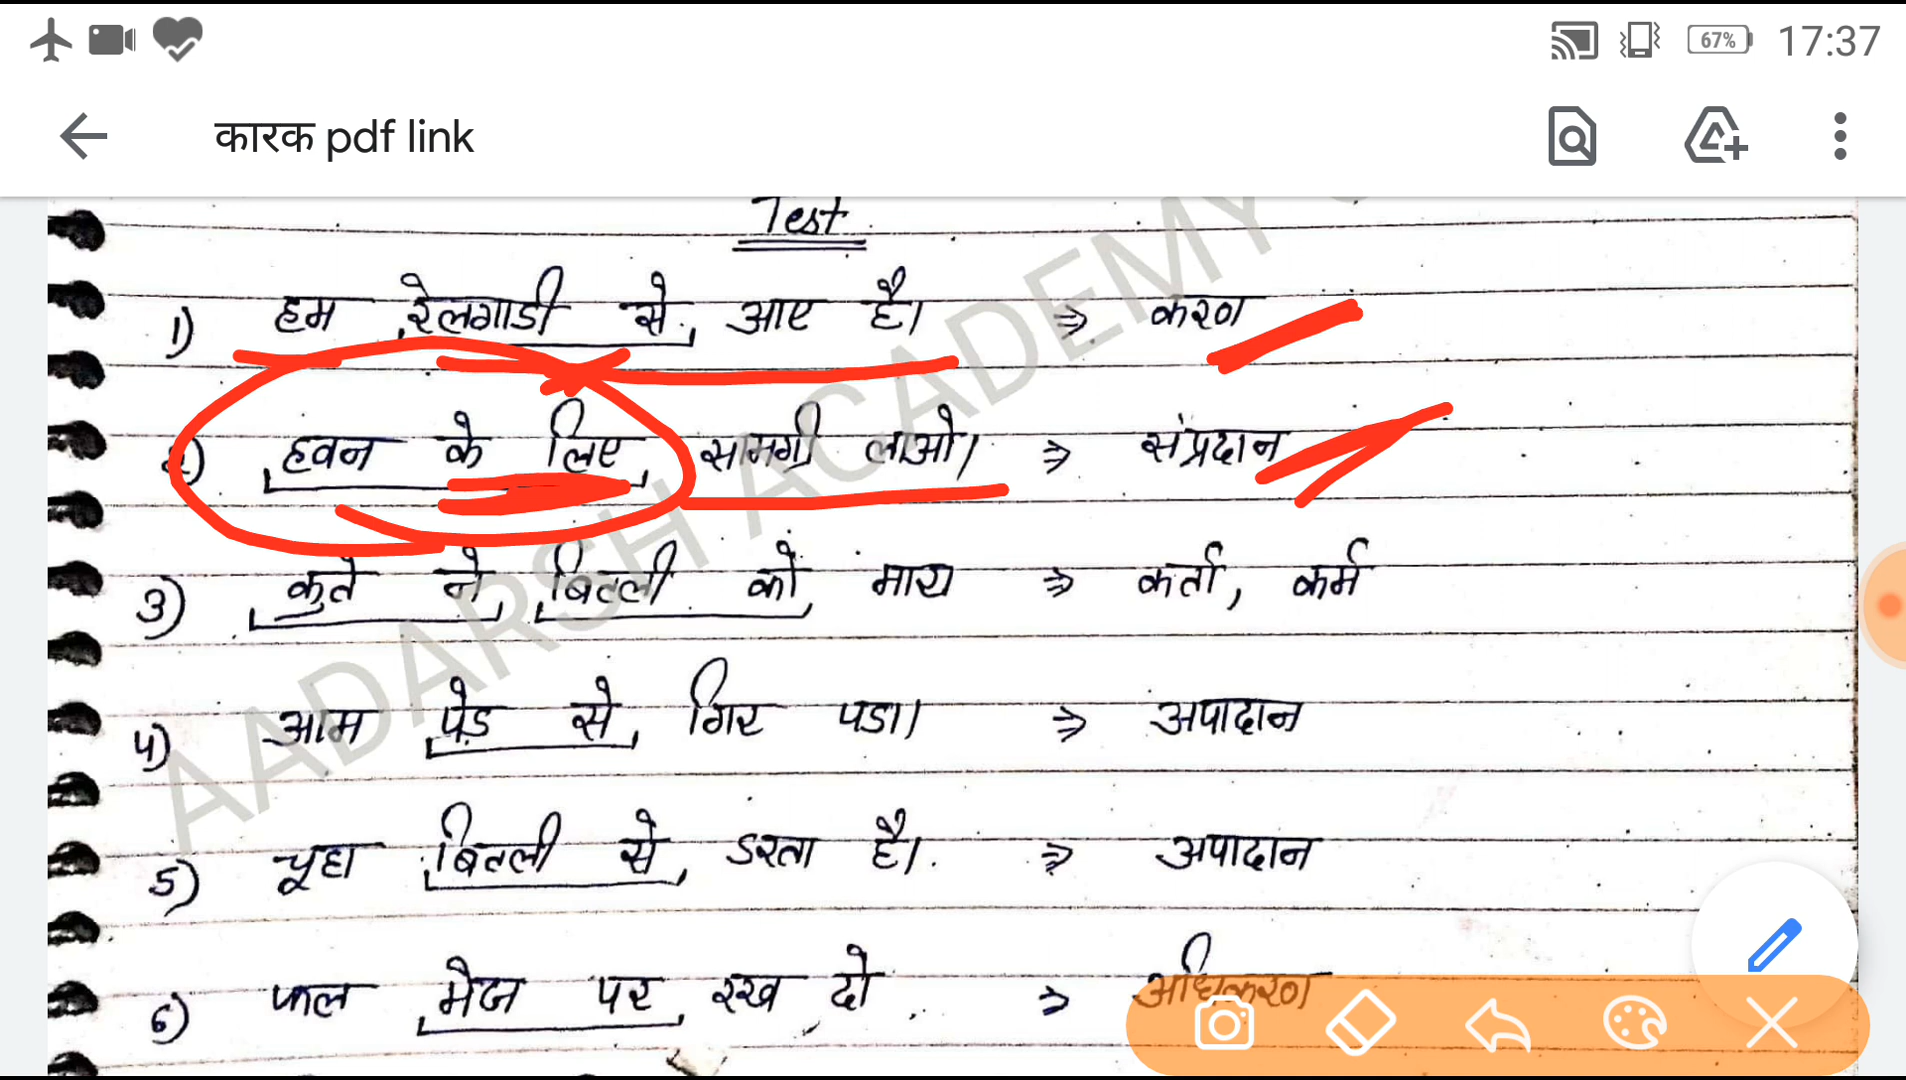 67% 17:37
कारक pdf link
Test
1) हम रेलगाडी से आए है। ⇒ करण
2) हवन के लिए सामग्री लाओ। ⇒ संप्रदान
3) कुते ने बिल्ली को मारा ⇒ कर्ता, कर्म
4) आम पेड़ से गिर पडा। ⇒ अपादान
5) चूहा बिल्ली से डरता है। ⇒ अपादान
6) फल मेज पर रख दो ⇒ अधिकरण
AADARSH ACADEMY